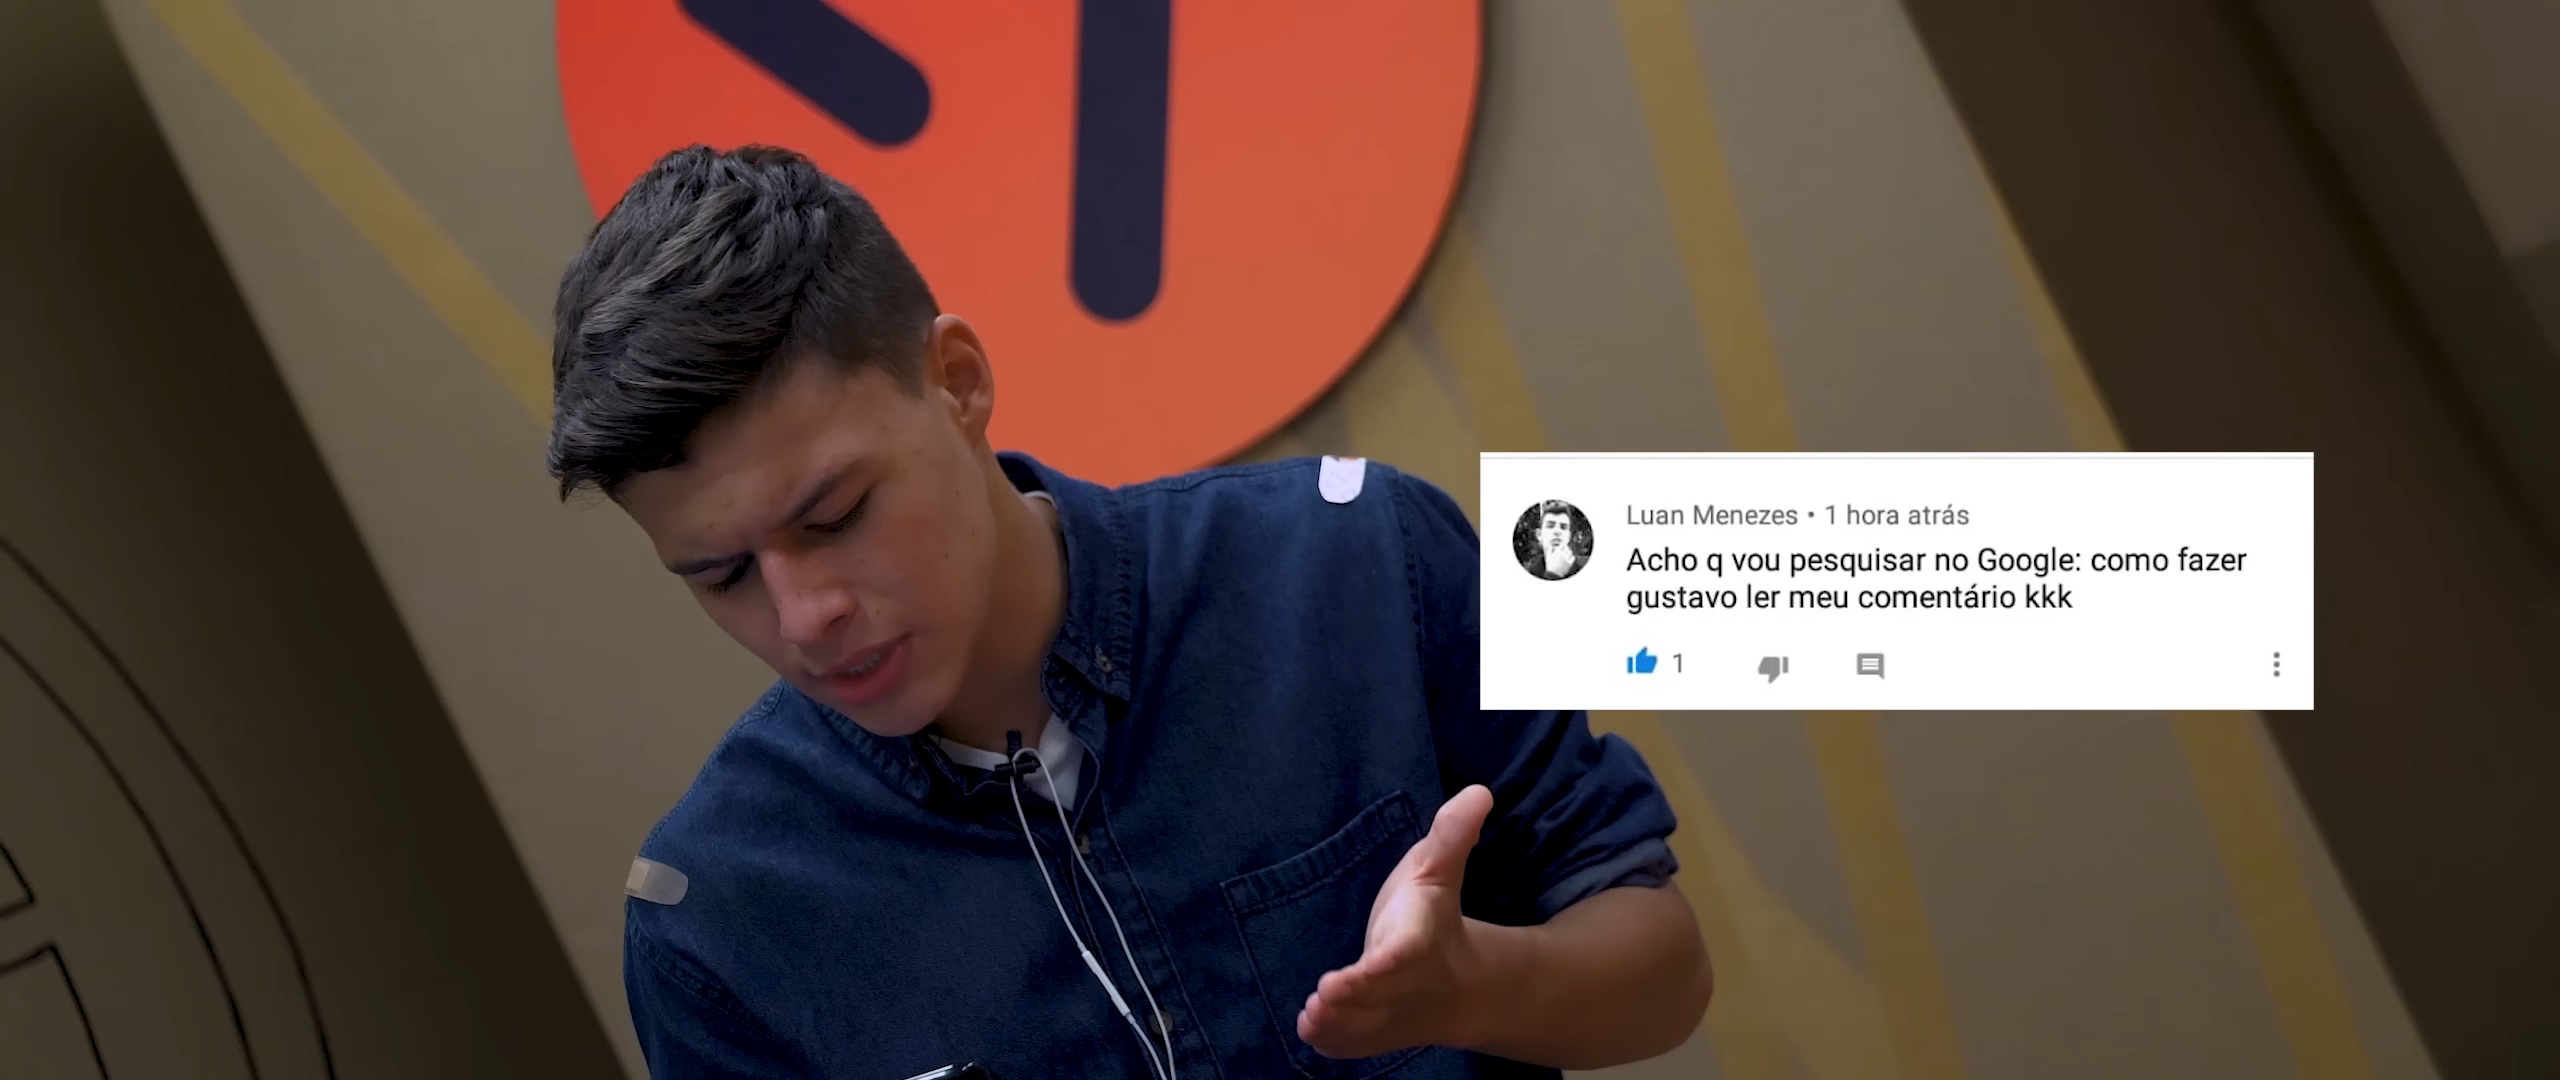 Luan Menezes • 1 hora atrás
Acho q vou pesquisar no Google: como fazer
gustavo ler meu comentário kkk
1